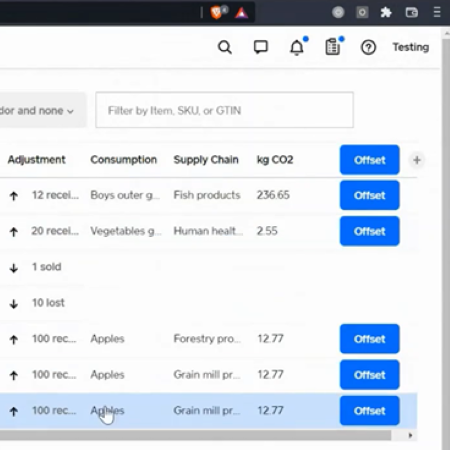 Testing
dor and none
Filter by Item, SKU, or GTIN
Adjustment Consumption Supply Chain kg CO2 Offset +
12 recei... Boys outer g... Fish products 236.65 Offset
20 recei... Vegetables g... Human healt... 2.55 Offset
1 sold
10 lost
100 rec... Apples Forestry pro... 12.77 Offset
100 rec... Apples Grain mill pr... 12.77 Offset
100 rec... Apples Grain mill pr... 12.77 Offset